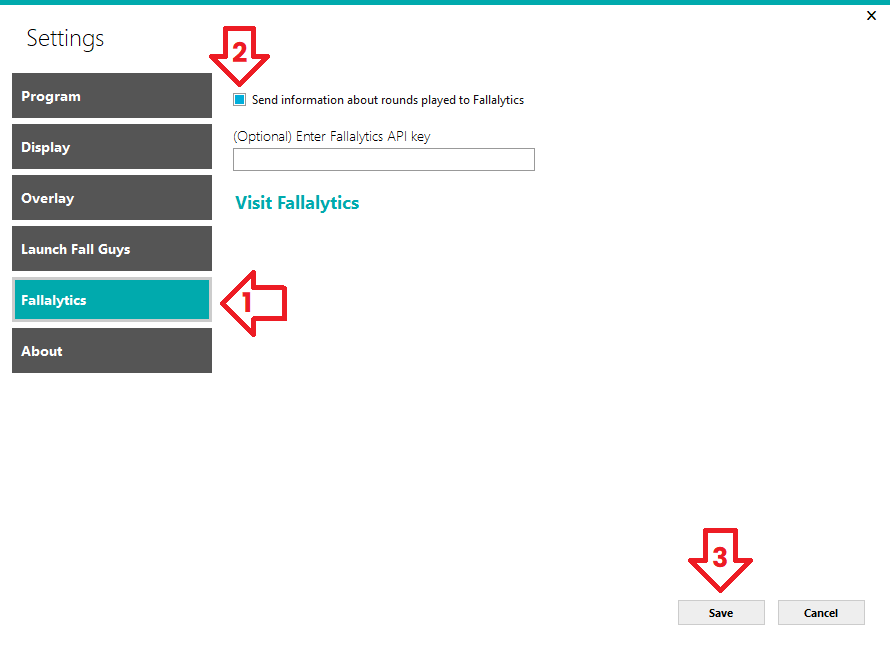 Settings
2
Program
Send information about rounds played to Fallalytics
Display
(Optional) Enter Fallalytics API key
Overlay
Visit Fallalytics
Launch Fall Guys
Fallalytics
1
About
3
Save
Cancel